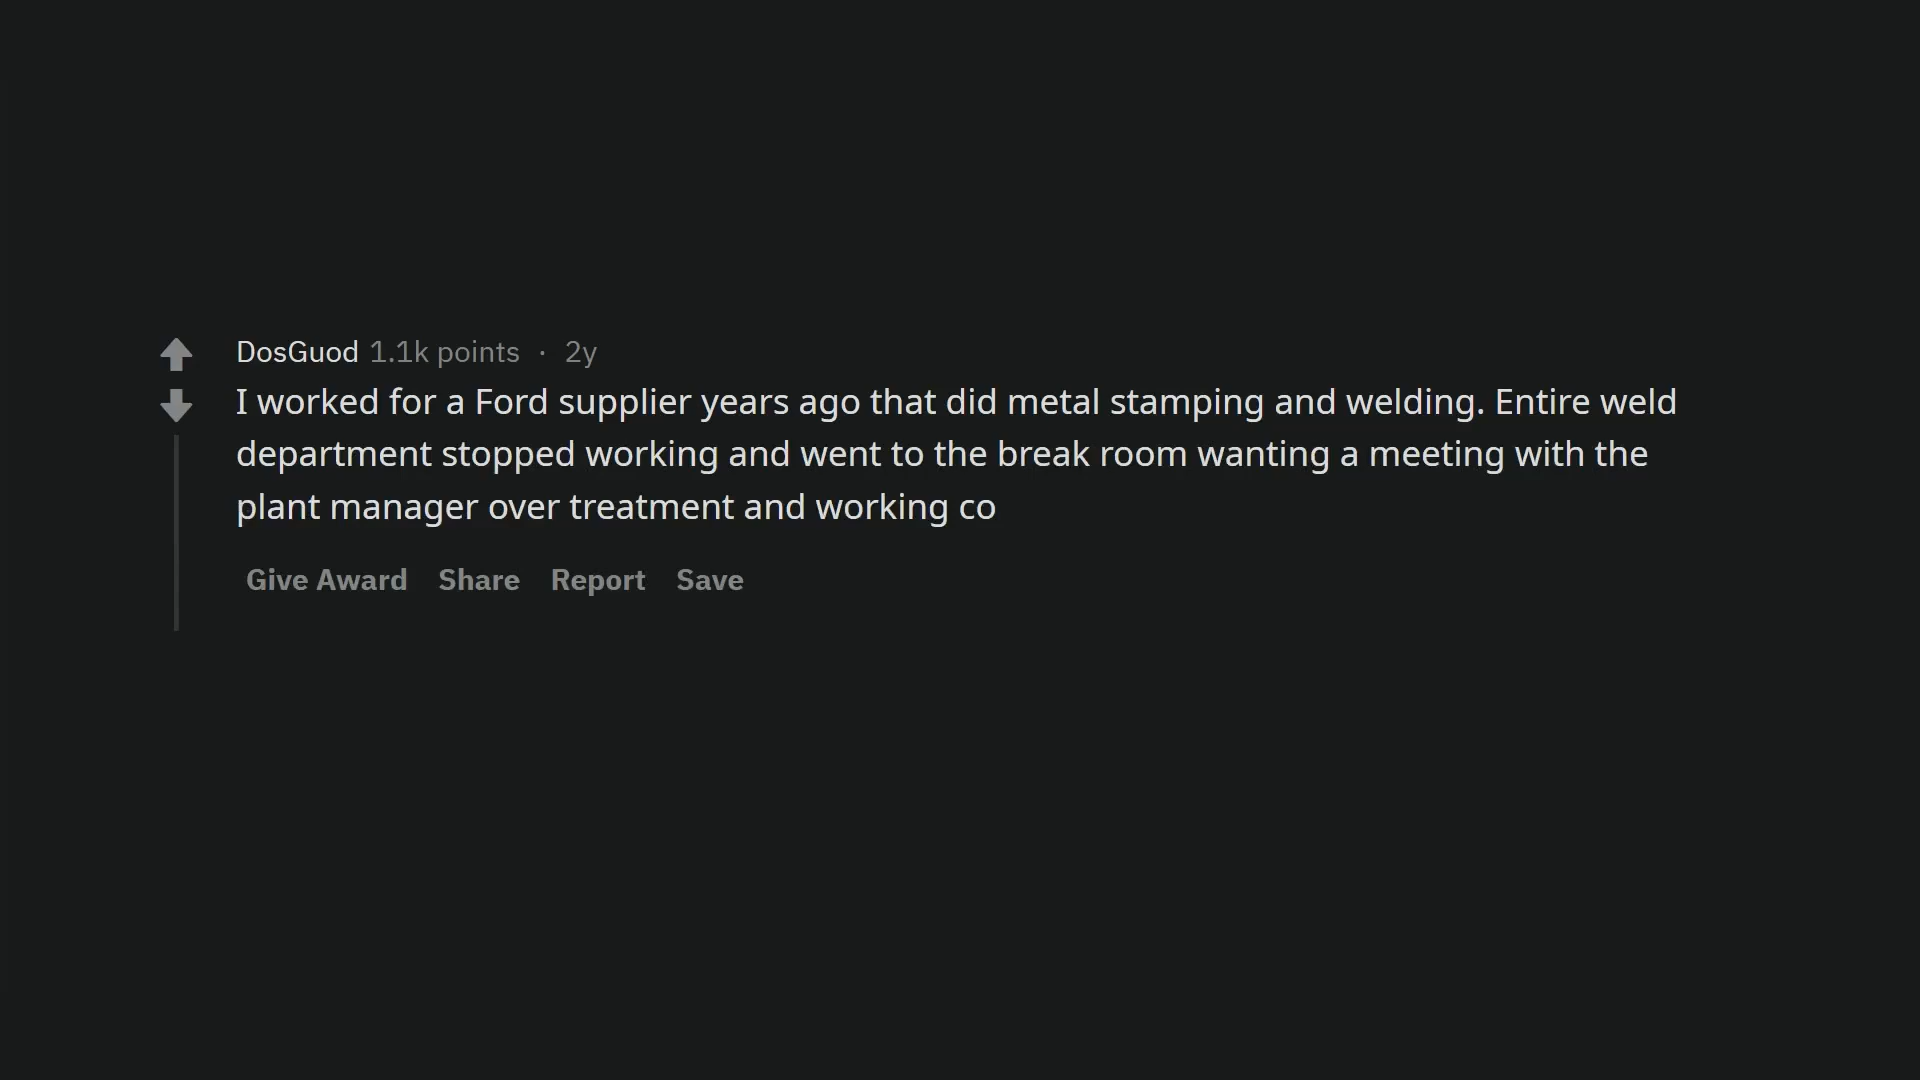 DosGuod 1.1k points · 2y
I worked for a Ford supplier years ago that did metal stamping and welding. Entire weld
department stopped working and went to the break room wanting a meeting with the
plant manager over treatment and working co
Give Award Share Report Save